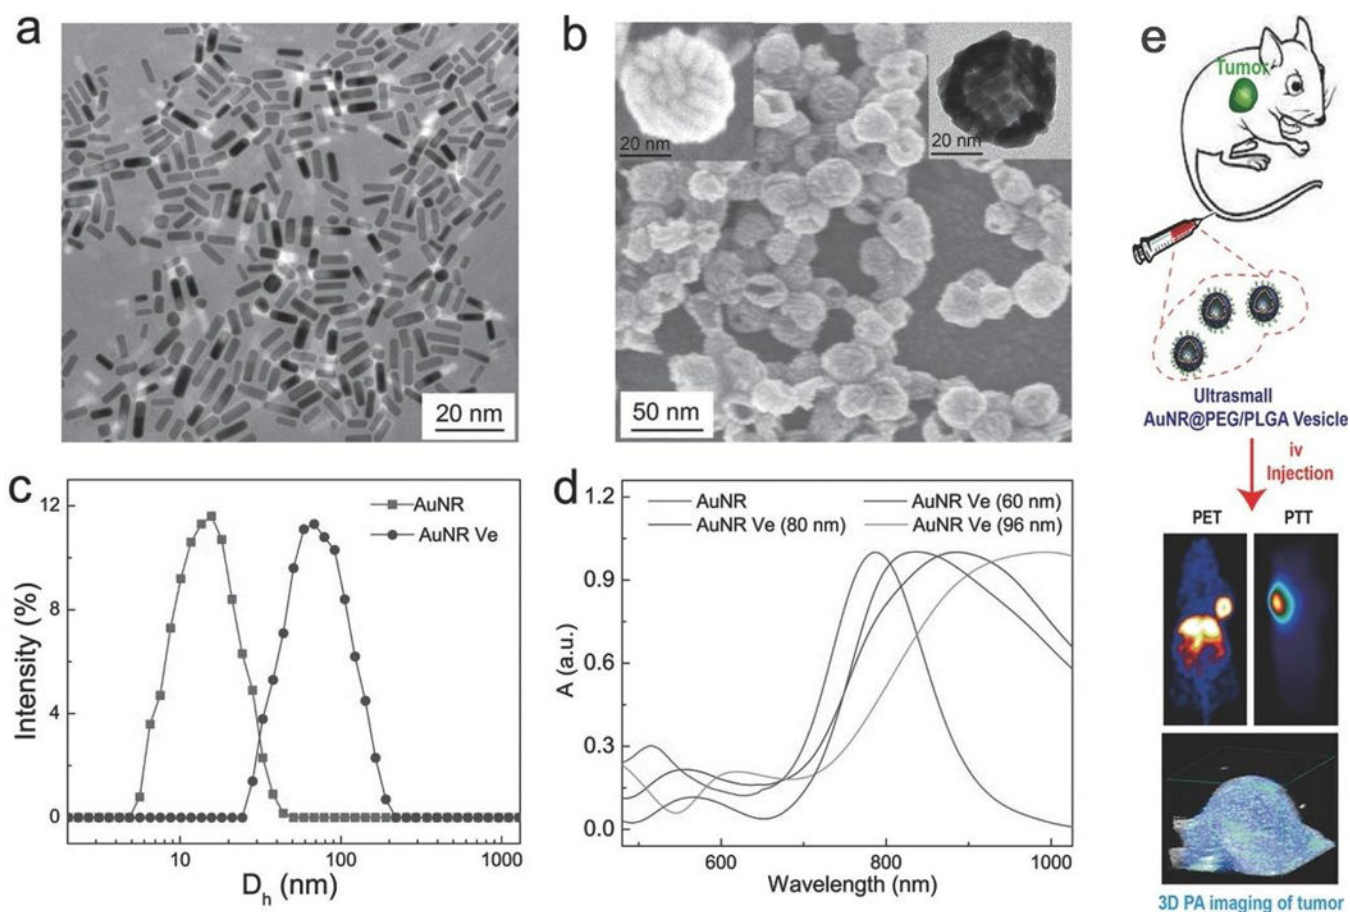 a
20 nm
b
20 nm
20 nm
50 nm
c
Intensity (%)
12
8
4
0
10
100
1000
D_h (nm)
AuNR
AuNR Ve
d
A (a.u.)
1.2
0.9
0.6
0.3
0.0
600
800
1000
Wavelength (nm)
AuNR
AuNR Ve (60 nm)
AuNR Ve (80 nm)
AuNR Ve (96 nm)
e
Tumor
Ultrasmall
AuNR@PEG/PLGA Vesicle
iv
Injection
PET
PTT
3D PA imaging of tumor